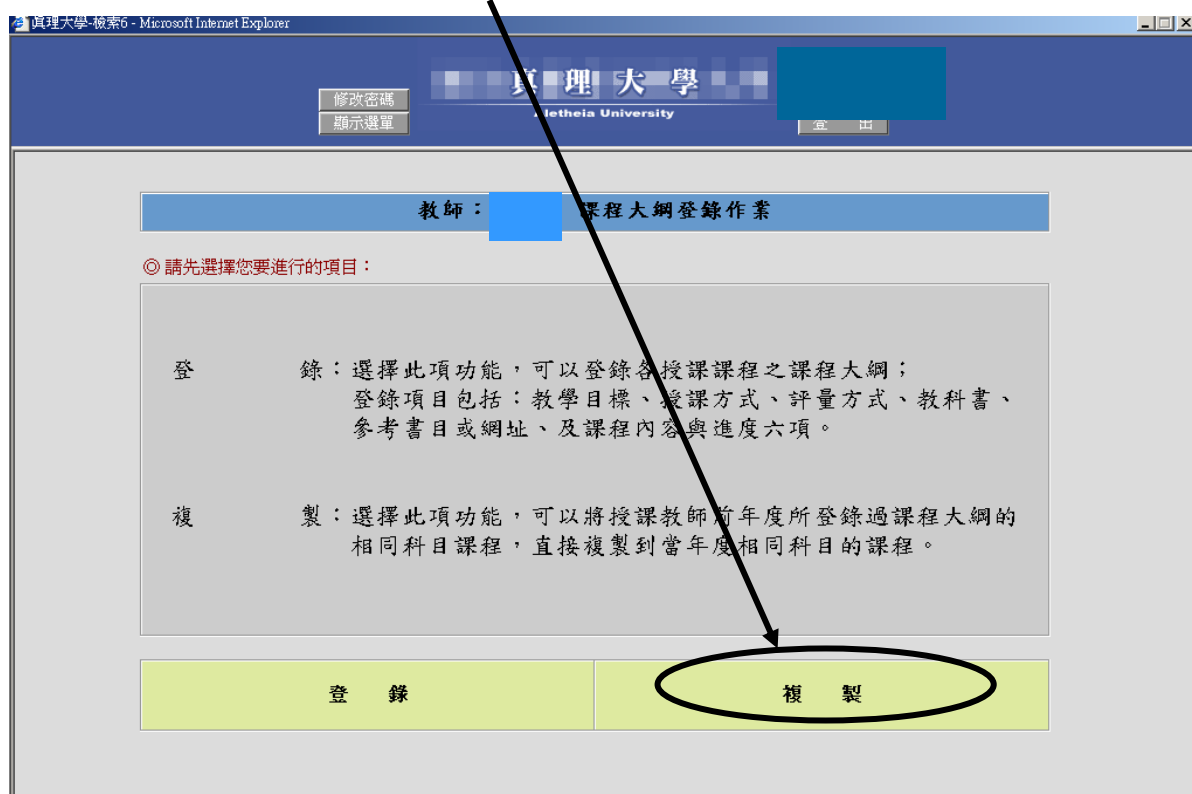 真理大學-檢索6 - Microsoft Internet Explorer
真理大學
Aletheia University
修改密碼
顯示選單
登 出
教師： 課程大綱登錄作業
◎ 請先選擇您要進行的項目：
登 錄：選擇此項功能，可以登錄各授課課程之課程大綱；
登錄項目包括：教學目標、授課方式、評量方式、教科書、
參考書目或網址、及課程內容與進度六項。
複 製：選擇此項功能，可以將授課教師前年度所登錄過課程大綱的
相同科目課程，直接複製到當年度相同科目的課程。
登 錄
複 製